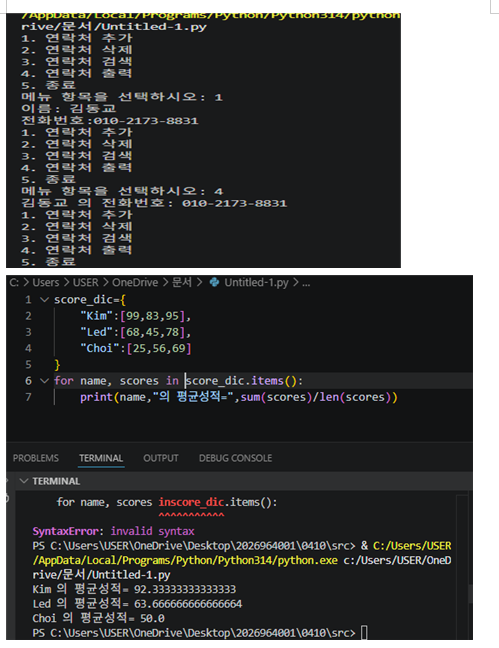 /AppData/Local/Programs/Python/Python314/python
rive/문서/Untitled-1.py
1. 연락처 추가
2. 연락처 삭제
3. 연락처 검색
4. 연락처 출력
5. 종료
메뉴 항목을 선택하시오: 1
이름: 김동교
전화번호:010-2173-8831
1. 연락처 추가
2. 연락처 삭제
3. 연락처 검색
4. 연락처 출력
5. 종료
메뉴 항목을 선택하시오: 4
김동교 의 전화번호: 010-2173-8831
1. 연락처 추가
2. 연락처 삭제
3. 연락처 검색
4. 연락처 출력
5. 종료
C: > Users > USER > OneDrive > 문서 > Untitled-1.py > ...
1 score_dic={
2 "Kim":[99,83,95],
3 "Led":[68,45,78],
4 "Choi":[25,56,69]
5 }
6 for name, scores in score_dic.items():
7 print(name,"의 평균성적=",sum(scores)/len(scores))
PROBLEMS TERMINAL OUTPUT DEBUG CONSOLE
TERMINAL
for name, scores inscore_dic.items():
^^^^^^^^^^^
SyntaxError: invalid syntax
PS C:\Users\USER\OneDrive\Desktop\2026964001\0410\src> & C:/Users/USER
/AppData/Local/Programs/Python/Python314/python.exe c:/Users/USER/OneD
rive/문서/Untitled-1.py
Kim 의 평균성적= 92.33333333333333
Led 의 평균성적= 63.666666666666664
Choi 의 평균성적= 50.0
PS C:\Users\USER\OneDrive\Desktop\2026964001\0410\src>